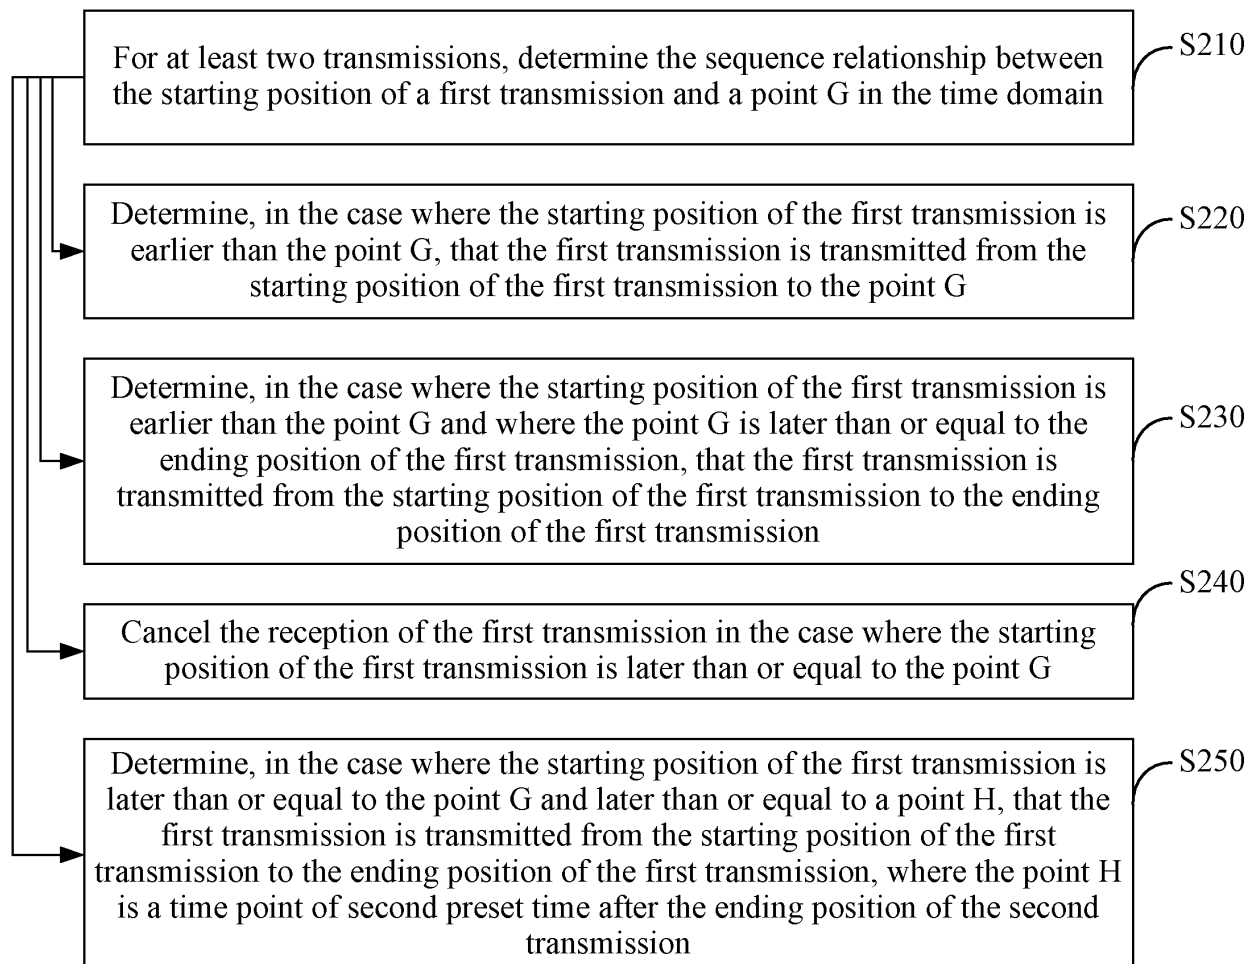 For at least two transmissions, determine the sequence relationship between
the starting position of a first transmission and a point G in the time domain
S210
Determine, in the case where the starting position of the first transmission is
earlier than the point G, that the first transmission is transmitted from the
starting position of the first transmission to the point G
S220
Determine, in the case where the starting position of the first transmission is
earlier than the point G and where the point G is later than or equal to the
ending position of the first transmission, that the first transmission is
transmitted from the starting position of the first transmission to the ending
position of the first transmission
S230
Cancel the reception of the first transmission in the case where the starting
position of the first transmission is later than or equal to the point G
S240
Determine, in the case where the starting position of the first transmission is
later than or equal to the point G and later than or equal to a point H, that the
first transmission is transmitted from the starting position of the first
transmission to the ending position of the first transmission, where the point H
is a time point of second preset time after the ending position of the second
transmission
S250